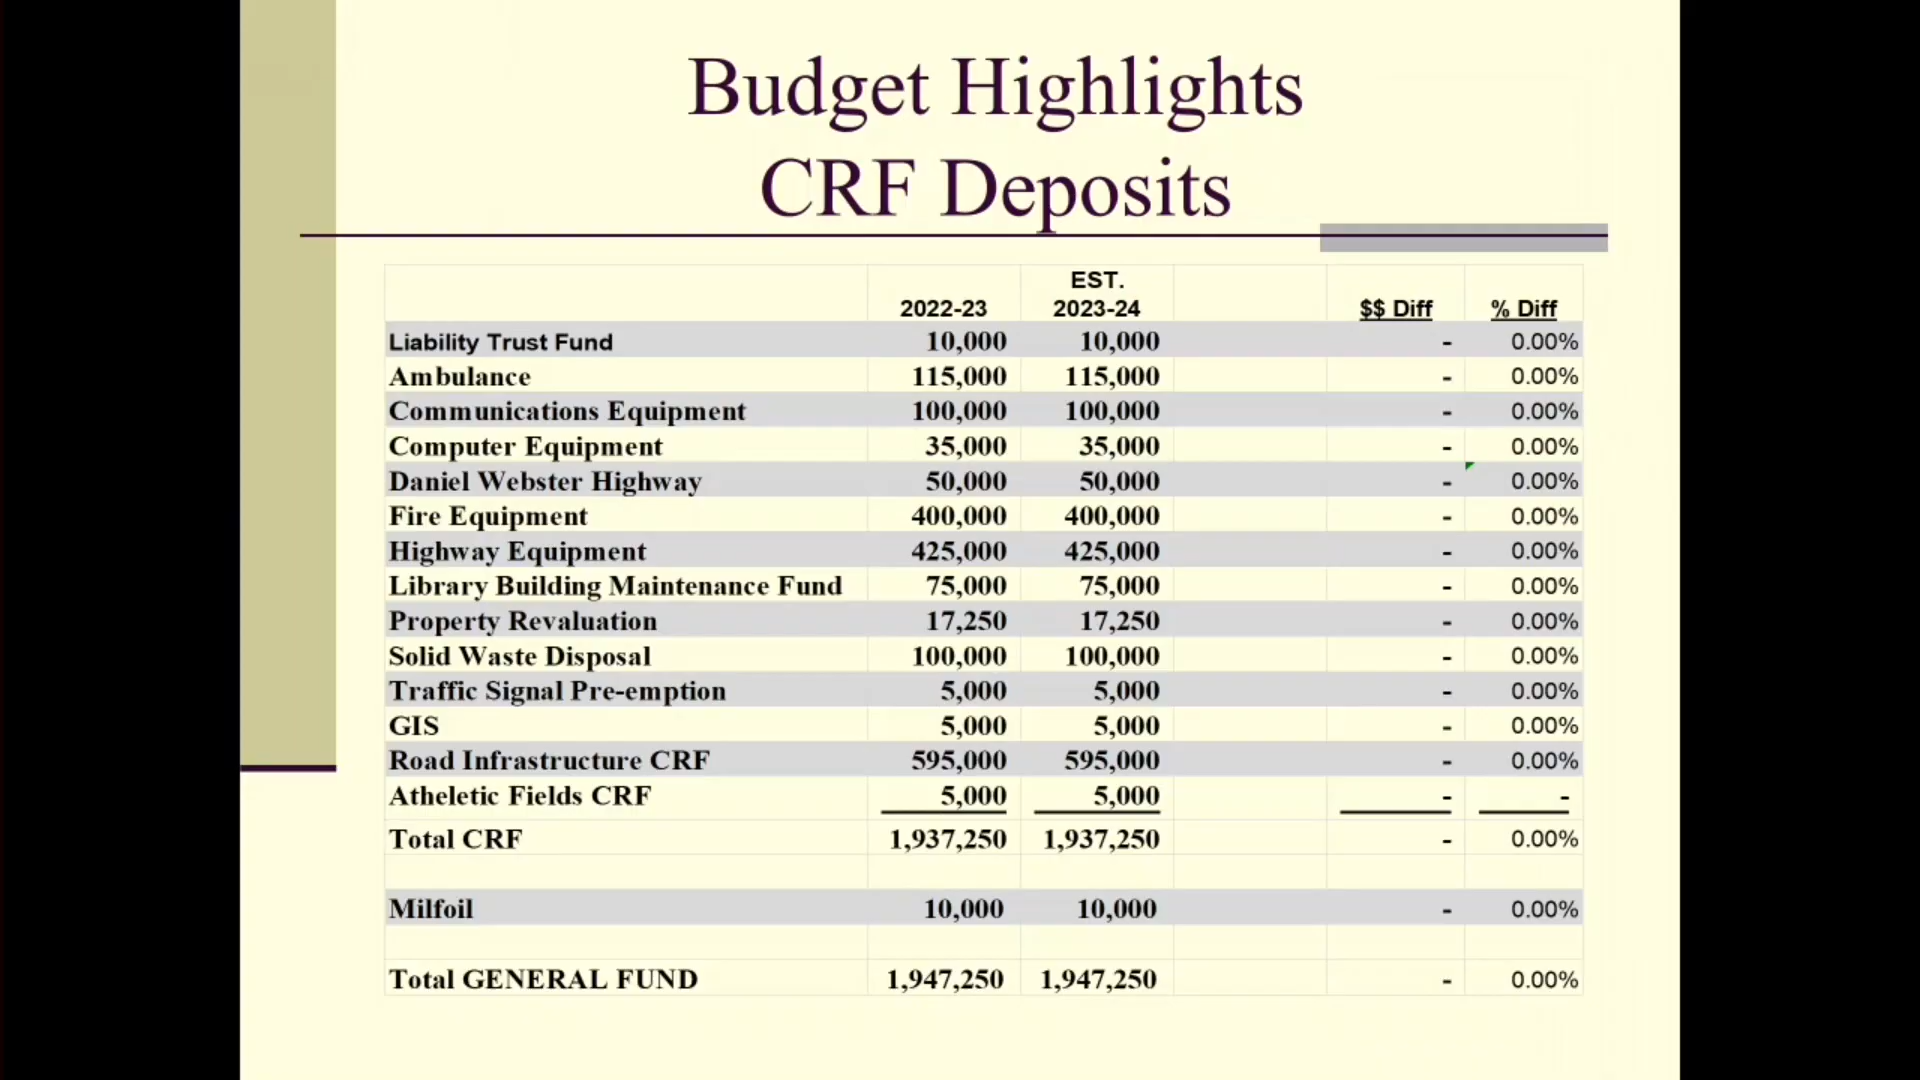 Budget Highlights
CRF Deposits
2022-23 EST. 2023-24 $$ Diff % Diff
Liability Trust Fund 10,000 10,000 - 0.00%
Ambulance 115,000 115,000 - 0.00%
Communications Equipment 100,000 100,000 - 0.00%
Computer Equipment 35,000 35,000 - 0.00%
Daniel Webster Highway 50,000 50,000 - 0.00%
Fire Equipment 400,000 400,000 - 0.00%
Highway Equipment 425,000 425,000 - 0.00%
Library Building Maintenance Fund 75,000 75,000 - 0.00%
Property Revaluation 17,250 17,250 - 0.00%
Solid Waste Disposal 100,000 100,000 - 0.00%
Traffic Signal Pre-emption 5,000 5,000 - 0.00%
GIS 5,000 5,000 - 0.00%
Road Infrastructure CRF 595,000 595,000 - 0.00%
Atheletic Fields CRF 5,000 5,000 - -
Total CRF 1,937,250 1,937,250 - 0.00%
Milfoil 10,000 10,000 - 0.00%
Total GENERAL FUND 1,947,250 1,947,250 - 0.00%